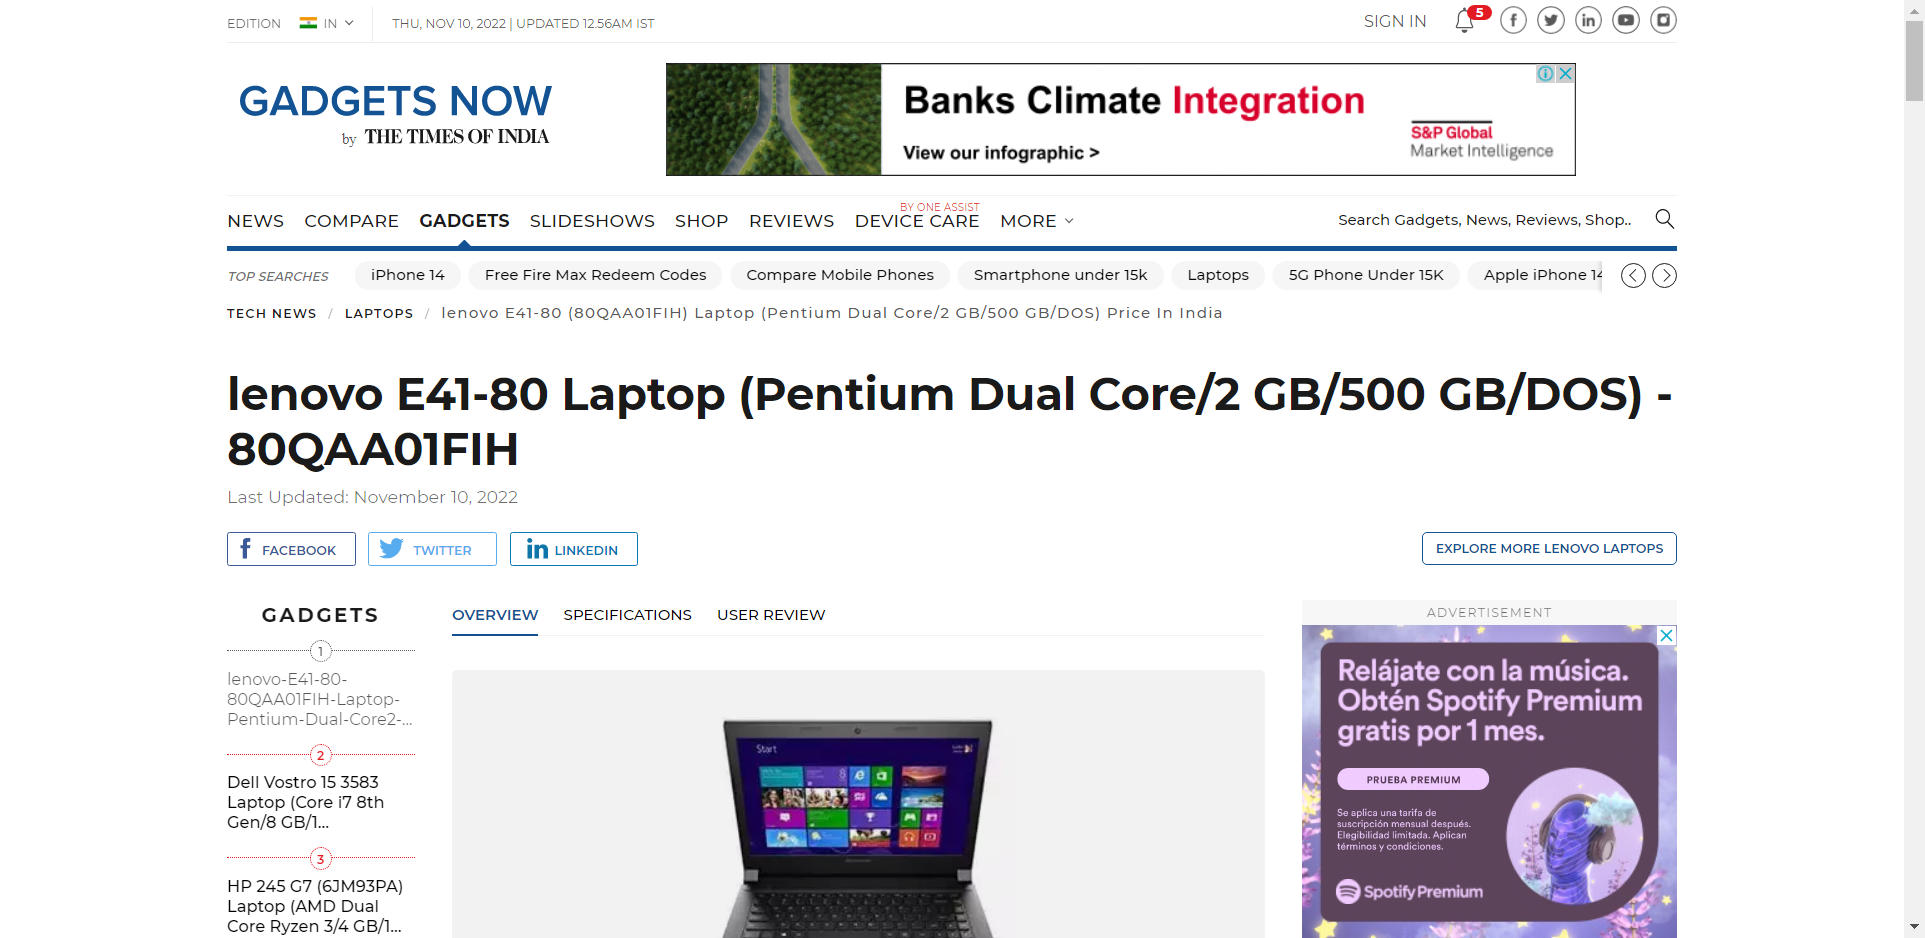 EDITION IN THU, NOV 10, 2022 | UPDATED 12.56AM IST SIGN IN 5
GADGETS NOW
by THE TIMES OF INDIA
Banks Climate Integration
View our infographic >
S&P Global
Market Intelligence
BY ONE ASSIST
NEWS COMPARE GADGETS SLIDESHOWS SHOP REVIEWS DEVICE CARE MORE Search Gadgets, News, Reviews, Shop..
TOP SEARCHES iPhone 14 Free Fire Max Redeem Codes Compare Mobile Phones Smartphone under 15k Laptops 5G Phone Under 15K Apple iPhone 14
TECH NEWS / LAPTOPS / lenovo E41-80 (80QAA01FIH) Laptop (Pentium Dual Core/2 GB/500 GB/DOS) Price In India
lenovo E41-80 Laptop (Pentium Dual Core/2 GB/500 GB/DOS) -
80QAA01FIH
Last Updated: November 10, 2022
FACEBOOK TWITTER LINKEDIN EXPLORE MORE LENOVO LAPTOPS
GADGETS
1
lenovo-E41-80-
80QAA01FIH-Laptop-
Pentium-Dual-Core2-...
2
Dell Vostro 15 3583
Laptop (Core i7 8th
Gen/8 GB/1...
3
HP 245 G7 (6JM93PA)
Laptop (AMD Dual
Core Ryzen 3/4 GB/1...
OVERVIEW SPECIFICATIONS USER REVIEW
Start
ADVERTISEMENT
Relájate con la música.
Obtén Spotify Premium
gratis por 1 mes.
PRUEBA PREMIUM
Se aplica una tarifa de
suscripción mensual después.
Elegibilidad limitada. Aplican
términos y condiciones.
Spotify Premium